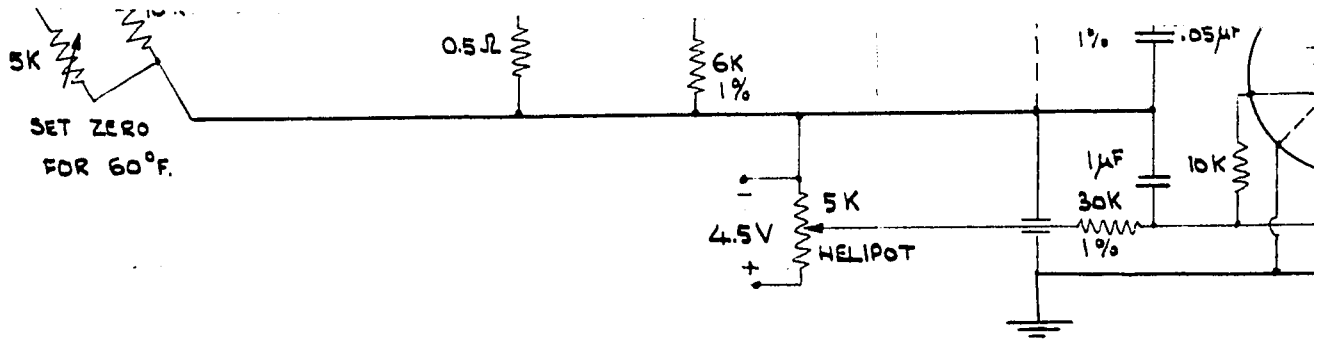 5K
0.5Ω
6K
1%
1%
.05µF
SET ZERO
FOR 60°F.
1µF
10K
–
5K
30K
4.5V
HELIPOT
1%
+